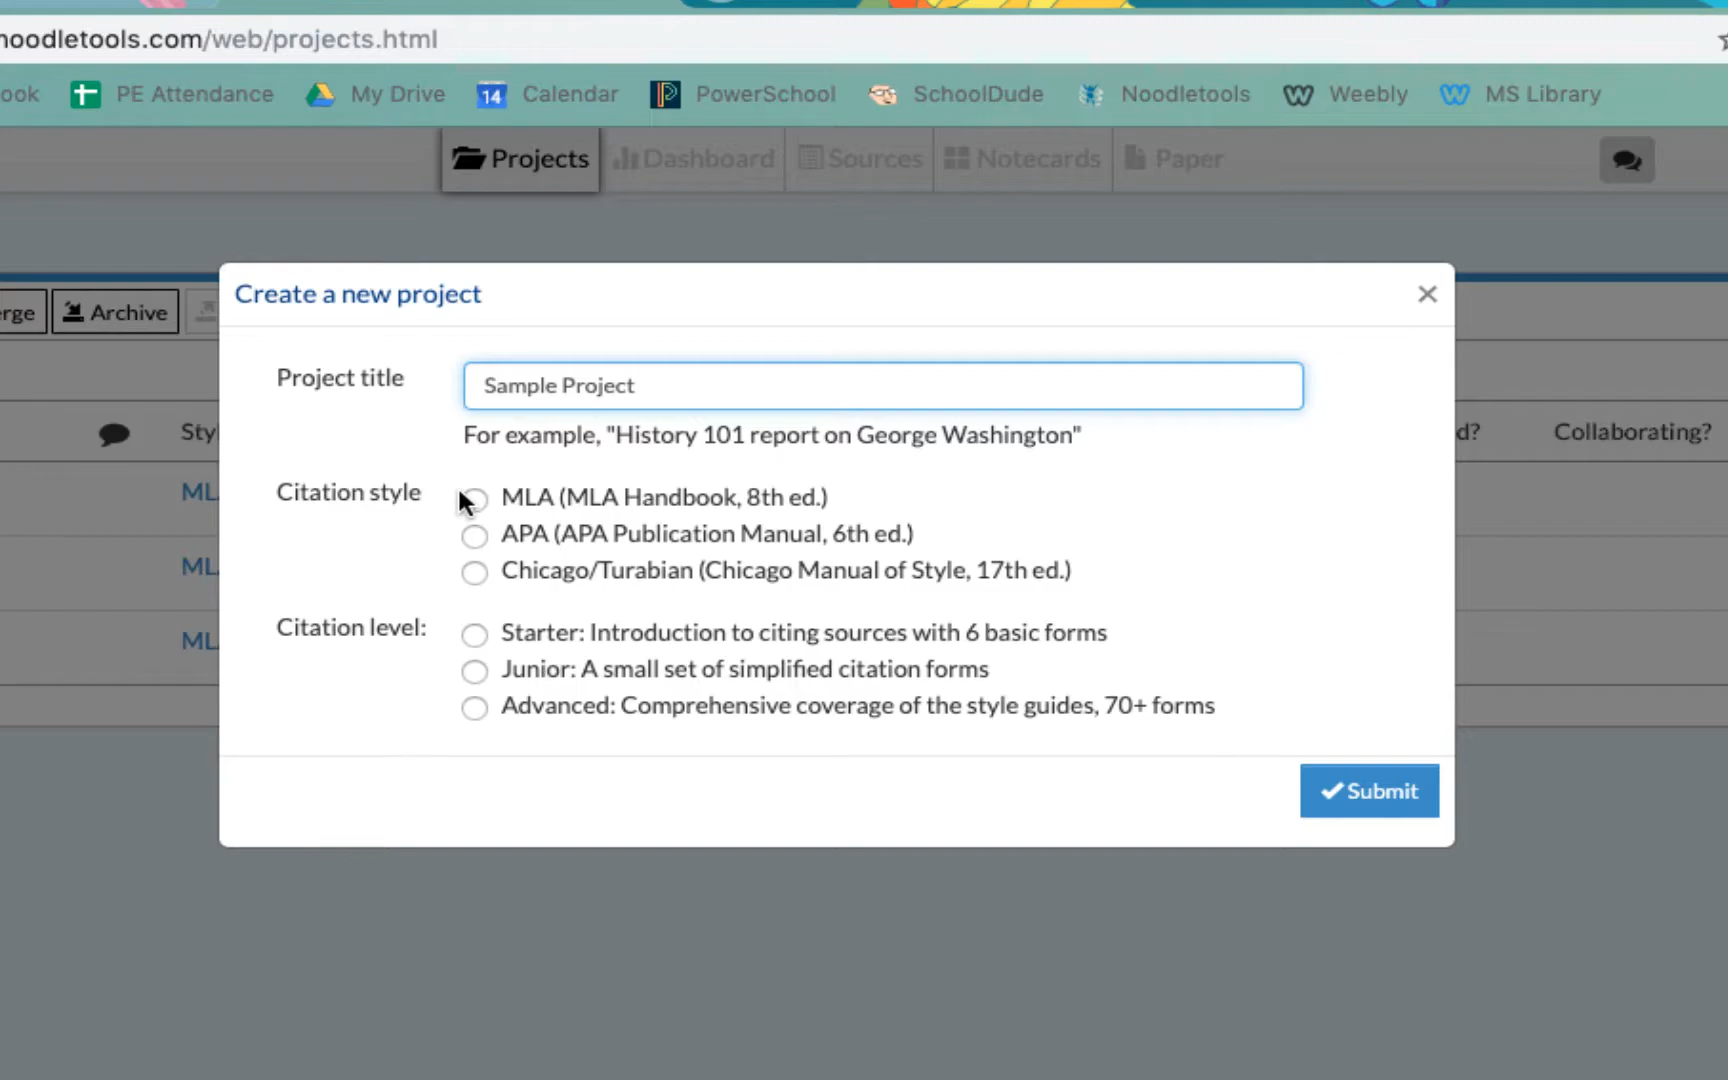 noodletools.com/web/projects.html
ook PE Attendance My Drive 14 Calendar PowerSchool SchoolDude Noodletools Weebly MS Library
Projects Dashboard Sources Notecards Paper
Create a new project
rge Archive
Project title Sample Project
For example, "History 101 report on George Washington"
Sty d? Collaborating?
Citation style MLA (MLA Handbook, 8th ed.)
ML
APA (APA Publication Manual, 6th ed.)
Chicago/Turabian (Chicago Manual of Style, 17th ed.)
ML
Citation level: Starter: Introduction to citing sources with 6 basic forms
ML
Junior: A small set of simplified citation forms
Advanced: Comprehensive coverage of the style guides, 70+ forms
Submit